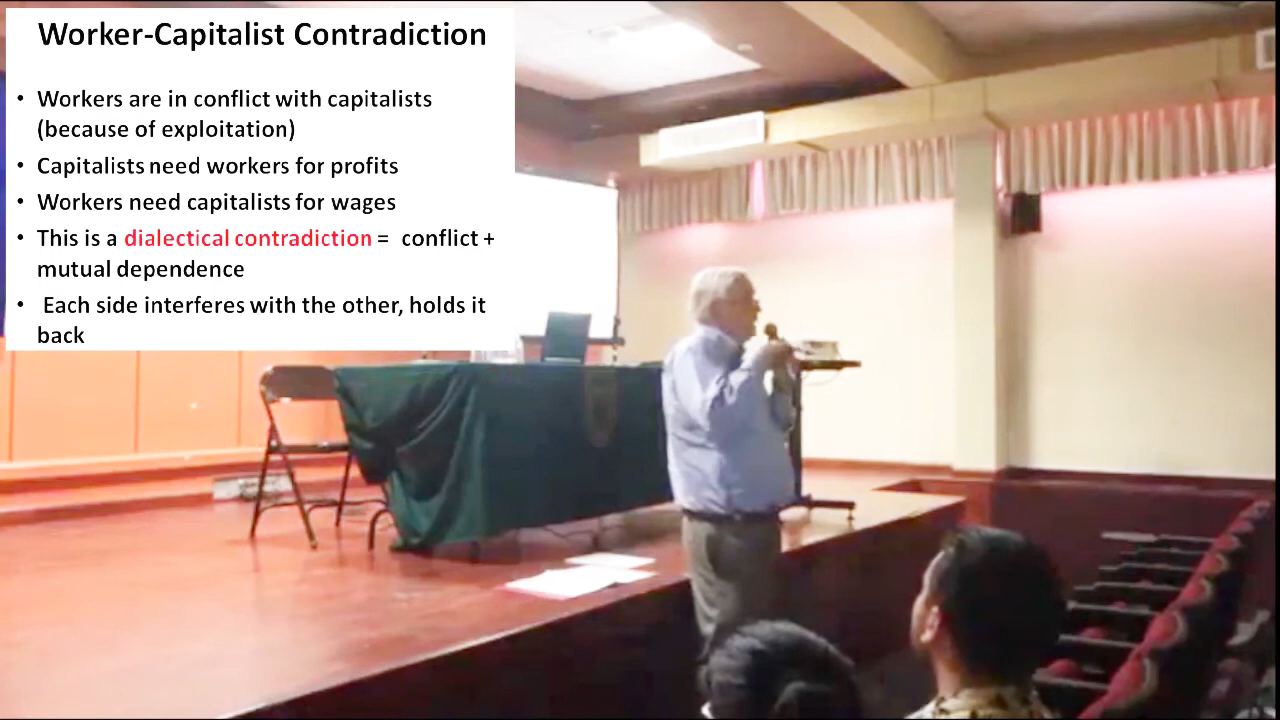 Worker-Capitalist Contradiction
• Workers are in conflict with capitalists
(because of exploitation)
• Capitalists need workers for profits
• Workers need capitalists for wages
• This is a dialectical contradiction = conflict +
mutual dependence
• Each side interferes with the other, holds it
back